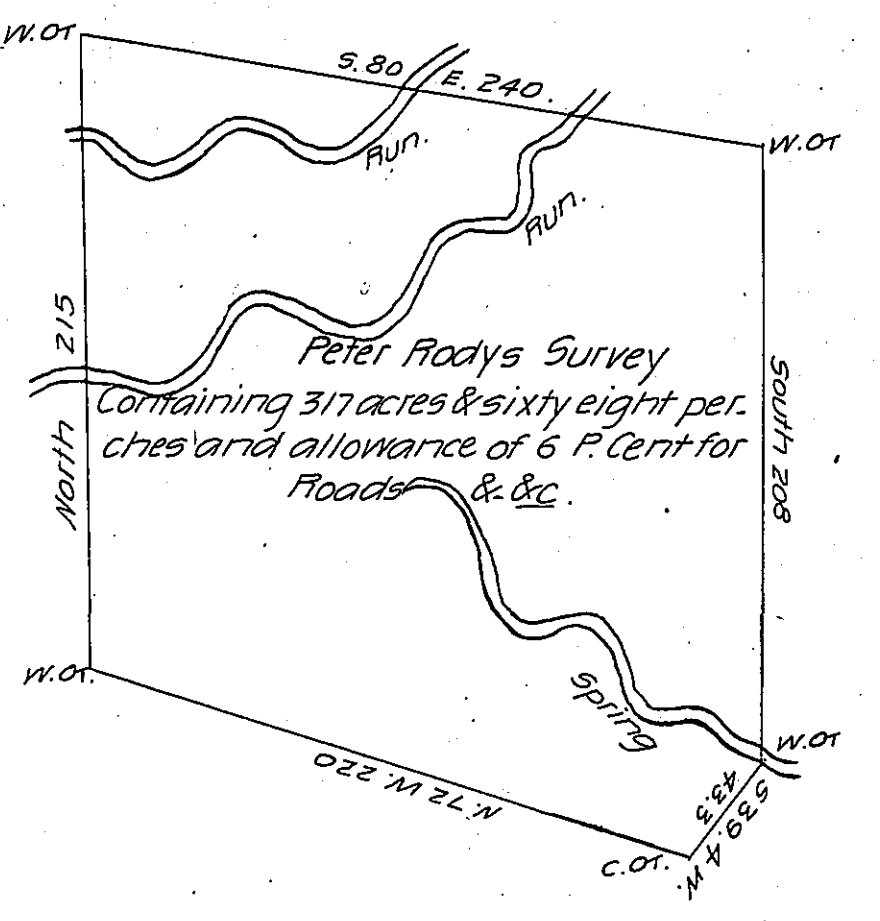 W.OT
S.80 E. 240.
W.OT
Run.
Run.
North 215
Peter Rodys Survey
Containing 317 acres & sixty eight per-
ches and allowance of 6 P. Cent for
Roads & &c.
South 208
W.OT.
Spring
W.OT
N. 72 W. 220
S39.4 W.
43.3
C.OT.